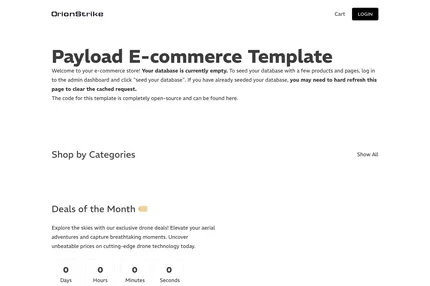 OrionStrike
Cart
LOGIN
Payload E-commerce Template
Welcome to your e-commerce store! Your database is currently empty. To seed your database with a few products and pages, log in
to the admin dashboard and click "seed your database". If you have already seeded your database, you may need to hard refresh this
page to clear the cached request.
The code for this template is completely open-source and can be found here.
Shop by Categories
Show All
Deals of the Month
Explore the skies with our exclusive drone deals! Elevate your aerial
adventures and capture breathtaking moments. Uncover
unbeatable prices on cutting-edge drone technology today.
0 0 0 0
Days Hours Minutes Seconds